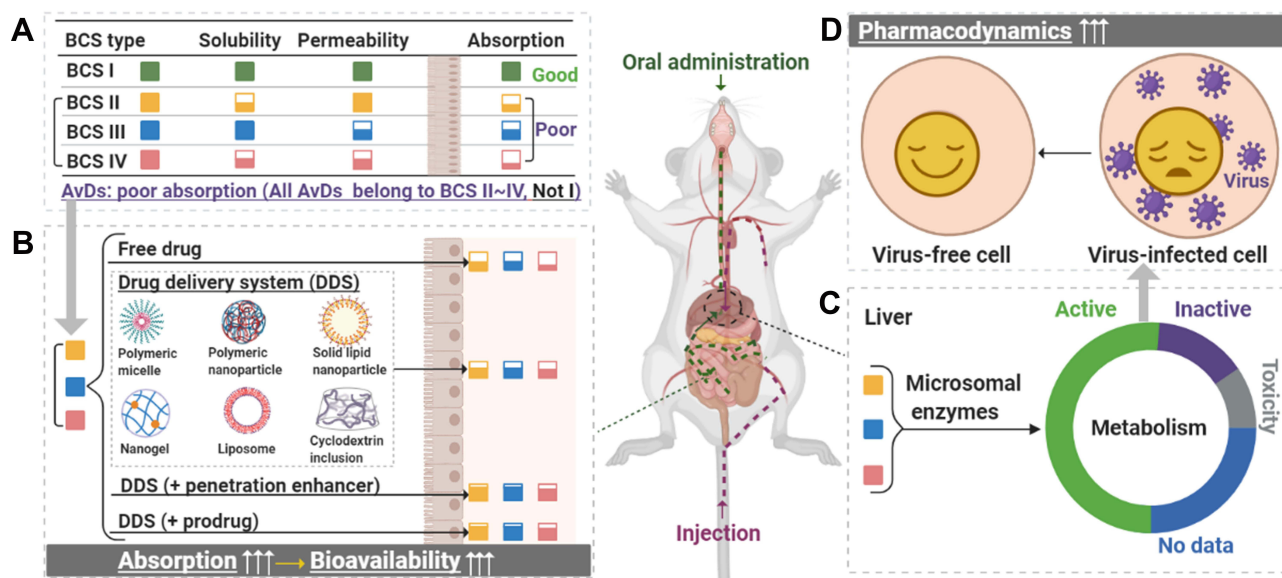 A
BCS type Solubility Permeability Absorption
BCS I Good
BCS II
BCS III Poor
BCS IV
AvDs: poor absorption (All AvDs belong to BCS II~IV, Not I)
B
Free drug
Drug delivery system (DDS)
Polymeric
micelle
Polymeric
nanoparticle
Solid lipid
nanoparticle
Nanogel
Liposome
Cyclodextrin
inclusion
DDS (+ penetration enhancer)
DDS (+ prodrug)
Absorption ↑↑↑ → Bioavailability ↑↑↑
Oral administration
Injection
D
Pharmacodynamics ↑↑↑
Virus
Virus-free cell
Virus-infected cell
C
Liver
Microsomal
enzymes
Active
Inactive
Toxicity
Metabolism
No data